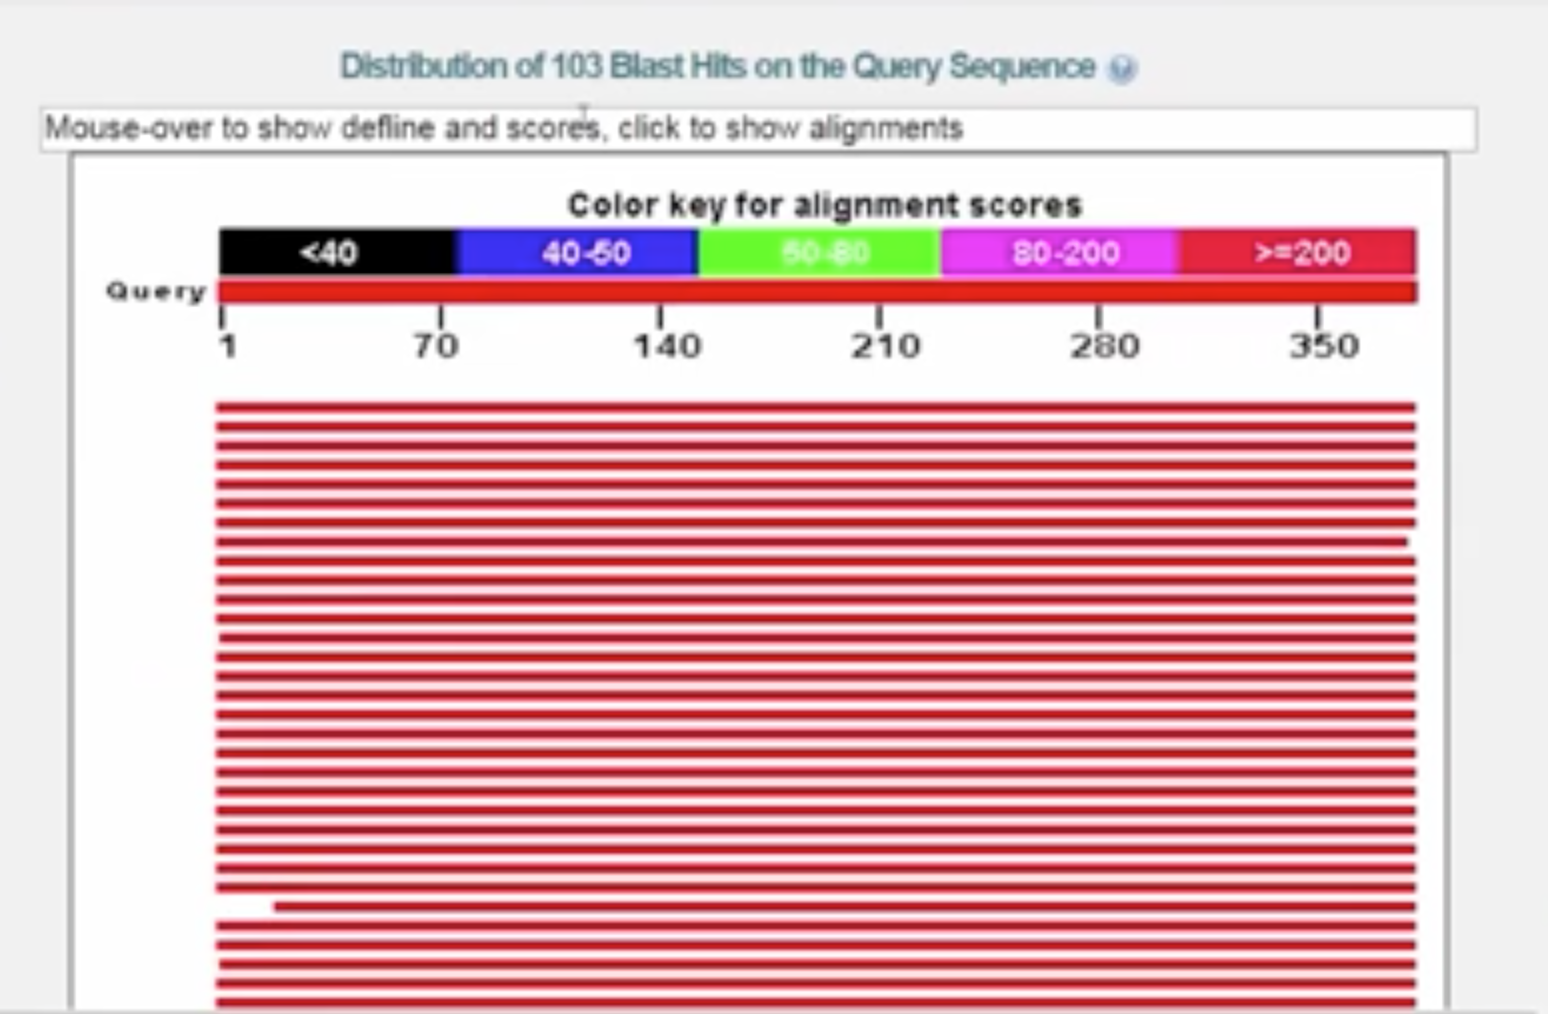 Distribution of 103 Blast Hits on the Query Sequence
Mouse-over to show defline and scores, click to show alignments
Color key for alignment scores
<40 40-50 50-80 80-200 >=200
Query
1 70 140 210 280 350